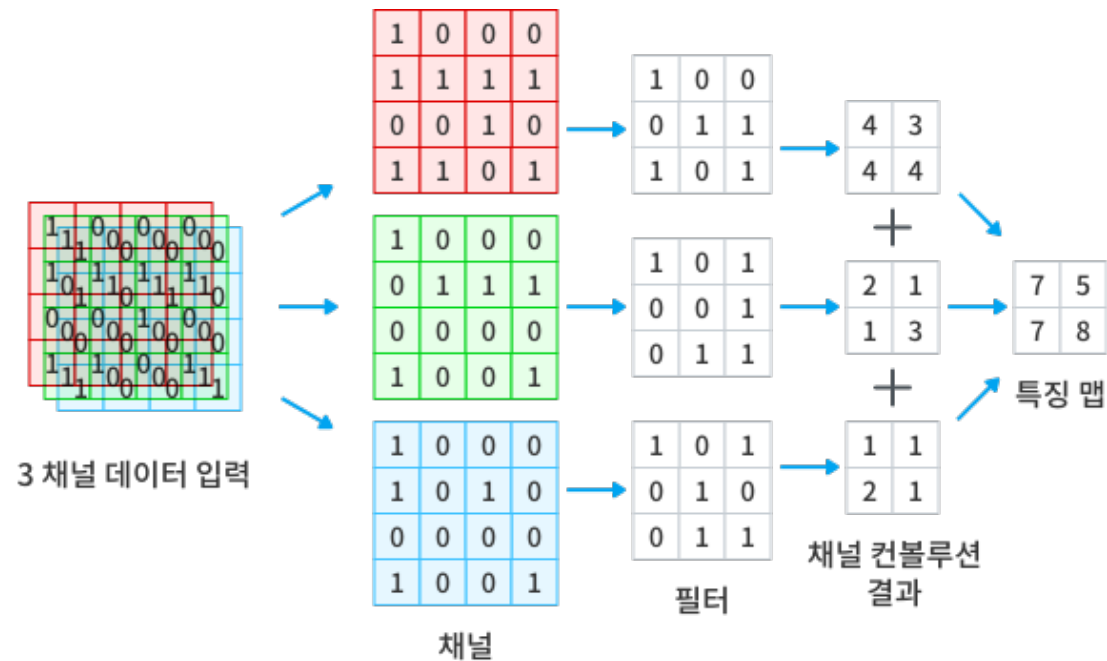 1 0 0 0
1 1 1 1
0 0 1 0
1 1 0 1
1 0 0
0 1 1
1 0 1
4 3
4 4
+
1 0 0 0
0 1 1 1
0 0 0 0
1 0 0 1
1 0 1
0 0 1
0 1 1
2 1
1 3
+
7 5
7 8
특징 맵
3 채널 데이터 입력
1 0 0 0
1 0 1 0
0 0 0 0
1 0 0 1
채널
1 0 1
0 1 0
0 1 1
필터
1 1
2 1
채널 컨볼루션
결과